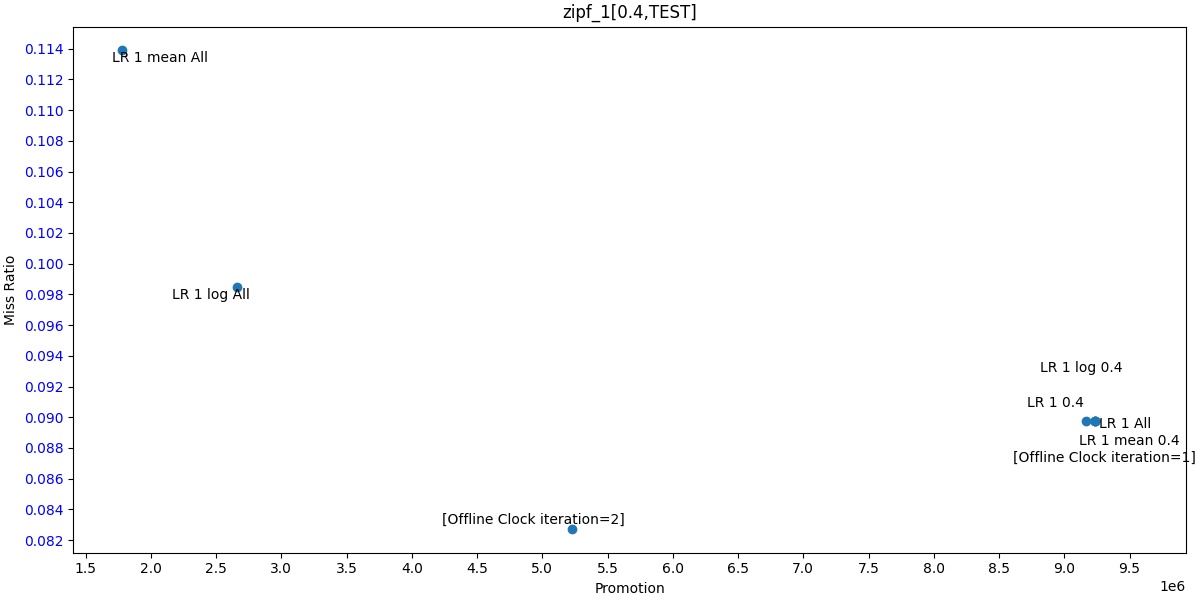 zipf_1[0.4,TEST]
0.114
0.112
0.110
0.108
0.106
0.104
0.102
0.100
0.098
0.096
0.094
0.092
0.090
0.088
0.086
0.084
0.082
Miss Ratio
LR 1 mean All
LR 1 log All
LR 1 log 0.4
LR 1 0.4
LR 1 All
LR 1 mean 0.4
[Offline Clock iteration=1]
[Offline Clock iteration=2]
1.5 2.0 2.5 3.0 3.5 4.0 4.5 5.0 5.5 6.0 6.5 7.0 7.5 8.0 8.5 9.0 9.5
1e6
Promotion